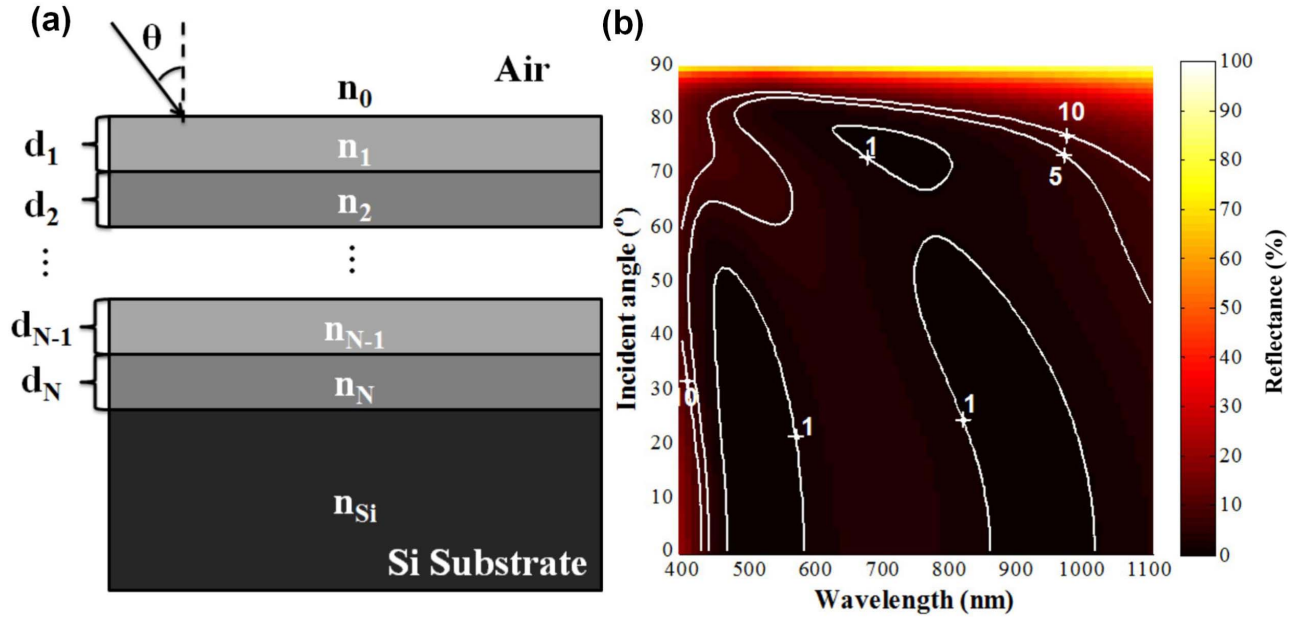 (a)
θ
Air
n0
d1
n1
d2
n2
⋮
⋮
dN-1
nN-1
dN
nN
nSi
Si Substrate
(b)
Incident angle (°)
90
80
70
60
50
40
30
20
10
0
10
5
1
1
1
0
400 500 600 700 800 900 1000 1100
Wavelength (nm)
100
90
80
70
60
50
40
30
20
10
0
Reflectance (%)